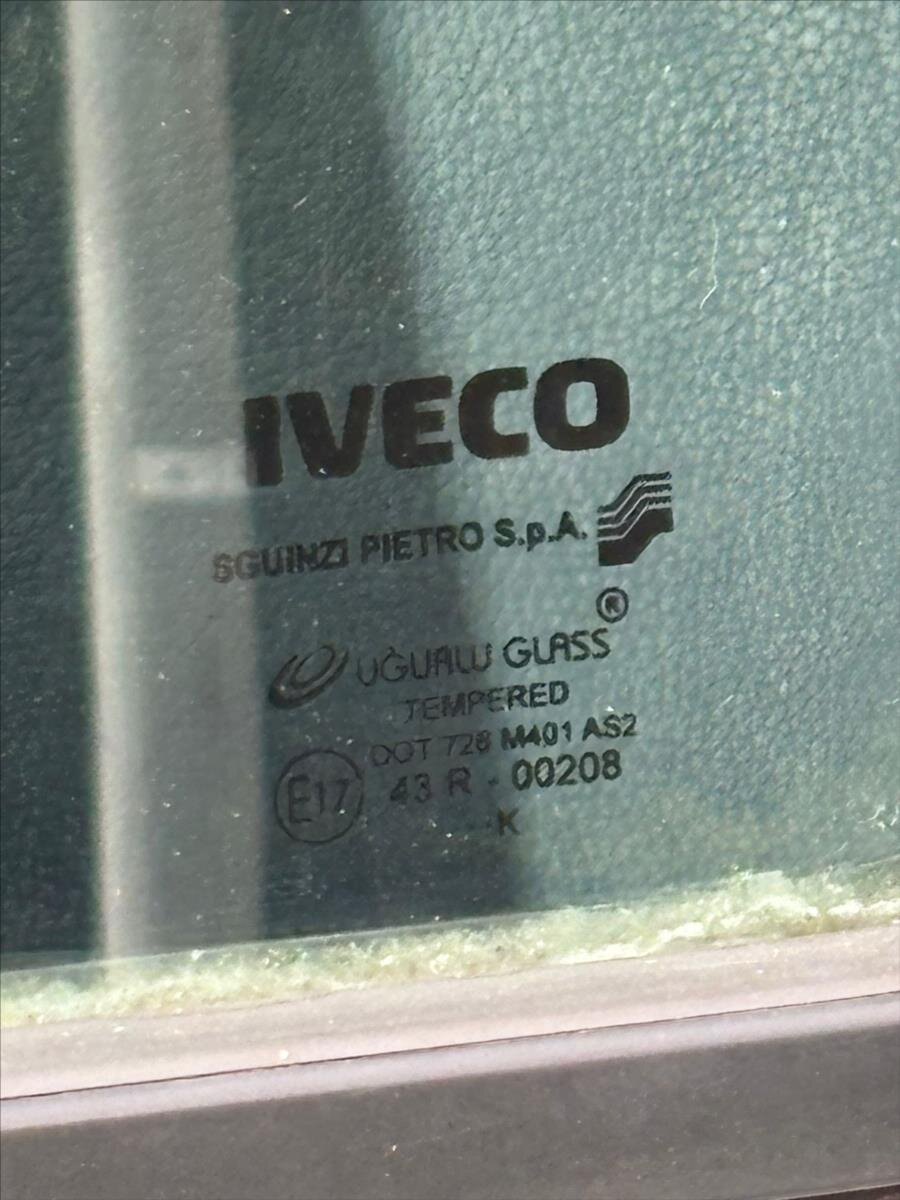 IVECO
SGUINZI PIETRO S.p.A.
®
UĞURLU GLASS
TEMPERED
DOT 728 M401 AS2
E17 43 R - 00208
K